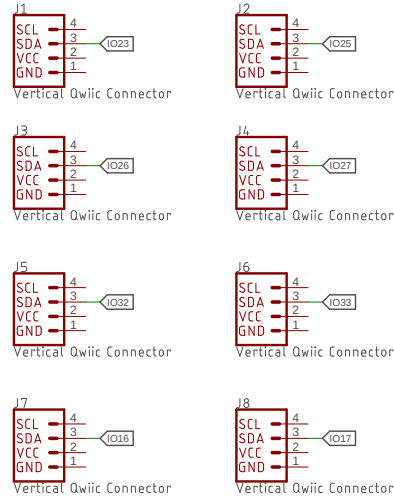 J1
SCL 4
SDA 3 IO23
VCC 2
GND 1
Vertical Qwiic Connector
J2
SCL 4
SDA 3 IO25
VCC 2
GND 1
Vertical Qwiic Connector
J3
SCL 4
SDA 3 IO26
VCC 2
GND 1
Vertical Qwiic Connector
J4
SCL 4
SDA 3 IO27
VCC 2
GND 1
Vertical Qwiic Connector
J5
SCL 4
SDA 3 IO32
VCC 2
GND 1
Vertical Qwiic Connector
J6
SCL 4
SDA 3 IO33
VCC 2
GND 1
Vertical Qwiic Connector
J7
SCL 4
SDA 3 IO16
VCC 2
GND 1
Vertical Qwiic Connector
J8
SCL 4
SDA 3 IO17
VCC 2
GND 1
Vertical Qwiic Connector